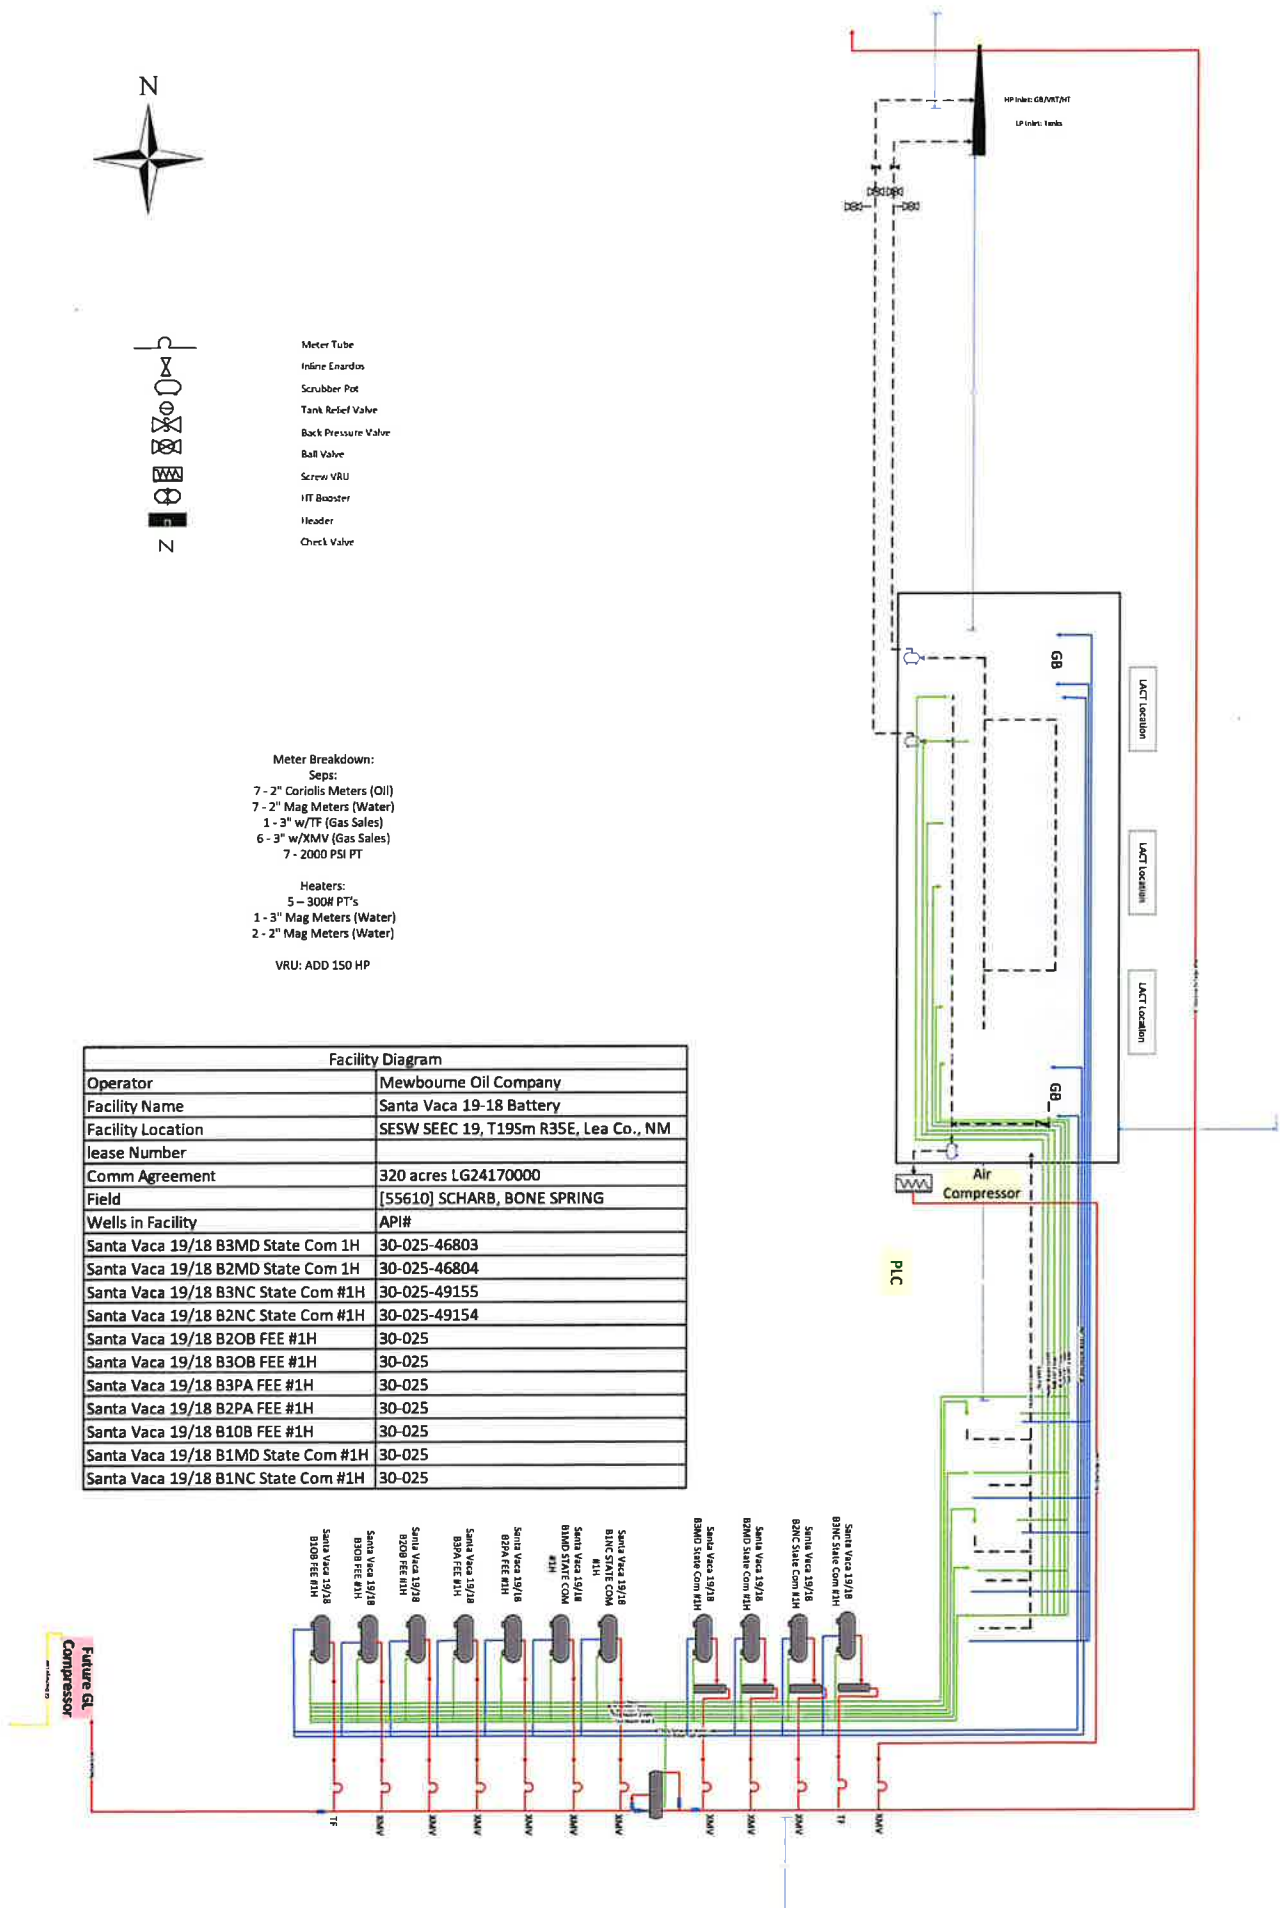 N
HP Inlet: GB/VRT/HT
LP Inlet: Tanks
Meter Tube
Inline Enardos
Scrubber Pot
Tank Relief Valve
Back Pressure Valve
Ball Valve
Screw VRU
HT Booster
Header
Check Valve
GB
LACT Location
LACT Location
LACT Location
GB
Meter Breakdown:
Seps:
7 - 2" Coriolis Meters (Oil)
7 - 2" Mag Meters (Water)
1 - 3" w/TF (Gas Sales)
6 - 3" w/XMV (Gas Sales)
7 - 2000 PSI PT
Heaters:
5 – 300# PT's
1 - 3" Mag Meters (Water)
2 - 2" Mag Meters (Water)
VRU: ADD 150 HP
Air
Compressor
PLC
Facility Diagram
Operator Mewbourne Oil Company
Facility Name Santa Vaca 19-18 Battery
Facility Location SESW SEEC 19, T19Sm R35E, Lea Co., NM
lease Number
Comm Agreement 320 acres LG24170000
Field [55610] SCHARB, BONE SPRING
Wells in Facility API#
Santa Vaca 19/18 B3MD State Com 1H 30-025-46803
Santa Vaca 19/18 B2MD State Com 1H 30-025-46804
Santa Vaca 19/18 B3NC State Com #1H 30-025-49155
Santa Vaca 19/18 B2NC State Com #1H 30-025-49154
Santa Vaca 19/18 B2OB FEE #1H 30-025
Santa Vaca 19/18 B3OB FEE #1H 30-025
Santa Vaca 19/18 B3PA FEE #1H 30-025
Santa Vaca 19/18 B2PA FEE #1H 30-025
Santa Vaca 19/18 B10B FEE #1H 30-025
Santa Vaca 19/18 B1MD State Com #1H 30-025
Santa Vaca 19/18 B1NC State Com #1H 30-025
Santa Vaca 19/18
B1OB FEE #1H
Santa Vaca 19/18
B3OB FEE #1H
Santa Vaca 19/18
B2OB FEE #1H
Santa Vaca 19/18
B3PA FEE #1H
Santa Vaca 19/18
B2PA FEE #1H
Santa Vaca 19/18
B1MD STATE COM
#1H
Santa Vaca 19/18
B1NC STATE COM
#1H
Santa Vaca 19/18
B3MD State Com #1H
Santa Vaca 19/18
B2MD State Com #1H
Santa Vaca 19/18
B2NC State Com #1H
Santa Vaca 19/18
B3NC State Com #1H
Future GL
Compressor
TF
XMV
XMV
XMV
XMV
XMV
XMV
XMV
XMV
XMV
TF
XMV